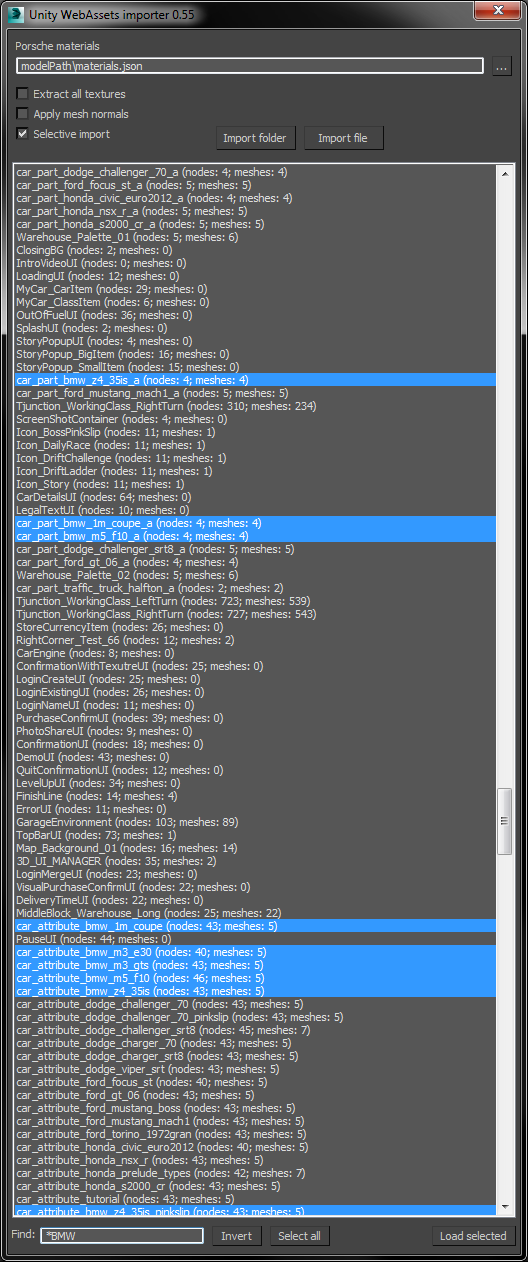 Unity WebAssets importer 0.55
Porsche materials
modelPath\materials.json
...
Extract all textures
Apply mesh normals
Selective import
Import folder
Import file
car_part_dodge_challenger_70_a (nodes: 4; meshes: 4)
car_part_ford_focus_st_a (nodes: 5; meshes: 5)
car_part_honda_civic_euro2012_a (nodes: 4; meshes: 4)
car_part_honda_nsx_r_a (nodes: 5; meshes: 5)
car_part_honda_s2000_cr_a (nodes: 5; meshes: 5)
Warehouse_Palette_01 (nodes: 5; meshes: 6)
ClosingBG (nodes: 2; meshes: 0)
IntroVideoUI (nodes: 0; meshes: 0)
LoadingUI (nodes: 12; meshes: 0)
MyCar_CarItem (nodes: 29; meshes: 0)
MyCar_ClassItem (nodes: 6; meshes: 0)
OutOfFuelUI (nodes: 36; meshes: 0)
SplashUI (nodes: 2; meshes: 0)
StoryPopupUI (nodes: 4; meshes: 0)
StoryPopup_BigItem (nodes: 16; meshes: 0)
StoryPopup_SmallItem (nodes: 15; meshes: 0)
car_part_bmw_z4_35is_a (nodes: 4; meshes: 4)
car_part_ford_mustang_mach1_a (nodes: 5; meshes: 5)
Tjunction_WorkingClass_RightTurn (nodes: 310; meshes: 234)
ScreenShotContainer (nodes: 4; meshes: 0)
Icon_BossPinkSlip (nodes: 11; meshes: 1)
Icon_DailyRace (nodes: 11; meshes: 1)
Icon_DriftChallenge (nodes: 11; meshes: 1)
Icon_DriftLadder (nodes: 11; meshes: 1)
Icon_Story (nodes: 11; meshes: 1)
CarDetailsUI (nodes: 64; meshes: 0)
LegalTextUI (nodes: 10; meshes: 0)
car_part_bmw_1m_coupe_a (nodes: 4; meshes: 4)
car_part_bmw_m5_f10_a (nodes: 4; meshes: 4)
car_part_dodge_challenger_srt8_a (nodes: 5; meshes: 5)
car_part_ford_gt_06_a (nodes: 4; meshes: 4)
Warehouse_Palette_02 (nodes: 5; meshes: 6)
car_part_traffic_truck_halfton_a (nodes: 2; meshes: 2)
Tjunction_WorkingClass_LeftTurn (nodes: 723; meshes: 539)
Tjunction_WorkingClass_RightTurn (nodes: 727; meshes: 543)
StoreCurrencyItem (nodes: 26; meshes: 0)
RightCorner_Test_66 (nodes: 12; meshes: 2)
CarEngine (nodes: 8; meshes: 0)
ConfirmationWithTexutreUI (nodes: 25; meshes: 0)
LoginCreateUI (nodes: 25; meshes: 0)
LoginExistingUI (nodes: 26; meshes: 0)
LoginNameUI (nodes: 11; meshes: 0)
PurchaseConfirmUI (nodes: 39; meshes: 0)
PhotoShareUI (nodes: 9; meshes: 0)
ConfirmationUI (nodes: 18; meshes: 0)
DemoUI (nodes: 43; meshes: 0)
QuitConfirmationUI (nodes: 12; meshes: 0)
LevelUpUI (nodes: 34; meshes: 0)
FinishLine (nodes: 14; meshes: 4)
ErrorUI (nodes: 11; meshes: 0)
GarageEnvironment (nodes: 103; meshes: 89)
TopBarUI (nodes: 73; meshes: 1)
Map_Background_01 (nodes: 16; meshes: 14)
3D_UI_MANAGER (nodes: 35; meshes: 2)
LoginMergeUI (nodes: 23; meshes: 0)
VisualPurchaseConfirmUI (nodes: 22; meshes: 0)
DeliveryTimeUI (nodes: 22; meshes: 0)
MiddleBlock_Warehouse_Long (nodes: 25; meshes: 22)
car_attribute_bmw_1m_coupe (nodes: 43; meshes: 5)
PauseUI (nodes: 44; meshes: 0)
car_attribute_bmw_m3_e30 (nodes: 40; meshes: 5)
car_attribute_bmw_m3_gts (nodes: 43; meshes: 5)
car_attribute_bmw_m5_f10 (nodes: 46; meshes: 5)
car_attribute_bmw_z4_35is (nodes: 43; meshes: 5)
car_attribute_dodge_challenger_70 (nodes: 43; meshes: 5)
car_attribute_dodge_challenger_70_pinkslip (nodes: 43; meshes: 5)
car_attribute_dodge_challenger_srt8 (nodes: 45; meshes: 7)
car_attribute_dodge_charger_70 (nodes: 43; meshes: 5)
car_attribute_dodge_charger_srt8 (nodes: 43; meshes: 5)
car_attribute_dodge_viper_srt (nodes: 43; meshes: 5)
car_attribute_ford_focus_st (nodes: 40; meshes: 5)
car_attribute_ford_gt_06 (nodes: 43; meshes: 5)
car_attribute_ford_mustang_boss (nodes: 43; meshes: 5)
car_attribute_ford_mustang_mach1 (nodes: 43; meshes: 5)
car_attribute_ford_torino_1972gran (nodes: 43; meshes: 5)
car_attribute_honda_civic_euro2012 (nodes: 40; meshes: 5)
car_attribute_honda_nsx_r (nodes: 43; meshes: 5)
car_attribute_honda_prelude_types (nodes: 42; meshes: 7)
car_attribute_honda_s2000_cr (nodes: 43; meshes: 5)
car_attribute_tutorial (nodes: 43; meshes: 5)
car_attribute_bmw_z4_35is_pinkslip (nodes: 43; meshes: 5)
Find:
*BMW
Invert
Select all
Load selected